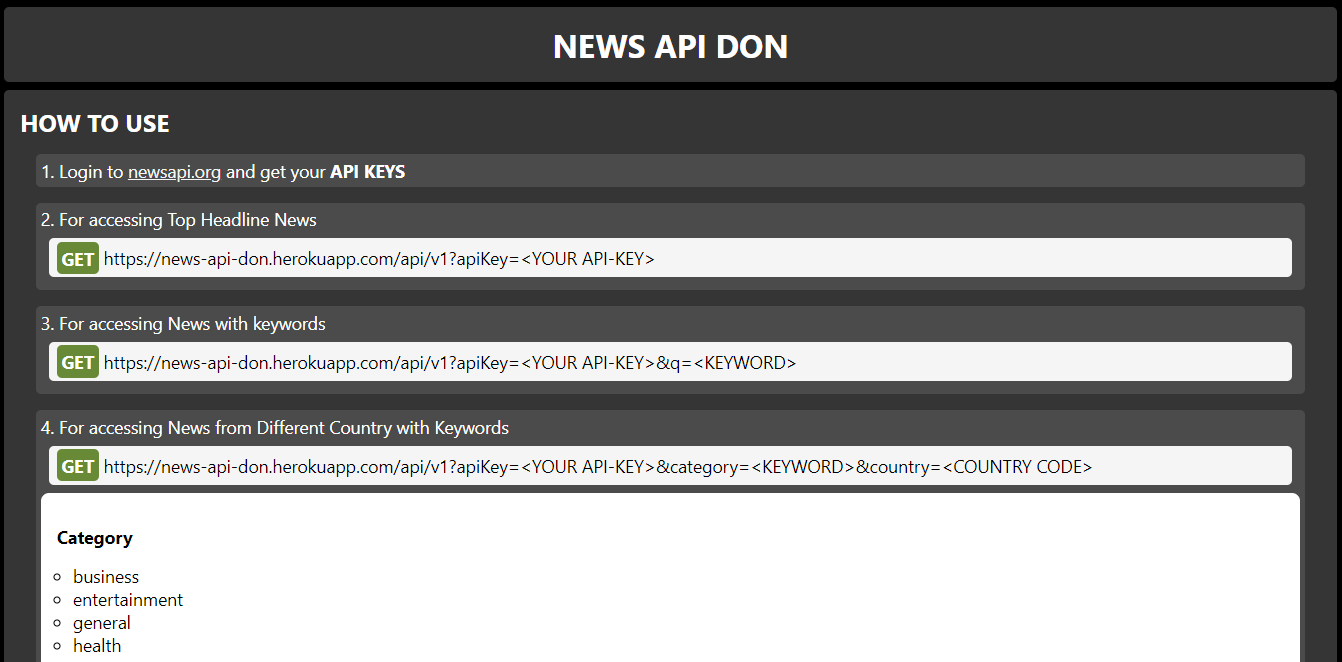 NEWS API DON
HOW TO USE
1. Login to newsapi.org and get your API KEYS
2. For accessing Top Headline News
GET https://news-api-don.herokuapp.com/api/v1?apiKey=<YOUR API-KEY>
3. For accessing News with keywords
GET https://news-api-don.herokuapp.com/api/v1?apiKey=<YOUR API-KEY>&q=<KEYWORD>
4. For accessing News from Different Country with Keywords
GET https://news-api-don.herokuapp.com/api/v1?apiKey=<YOUR API-KEY>&category=<KEYWORD>&country=<COUNTRY CODE>
Category
business
entertainment
general
health